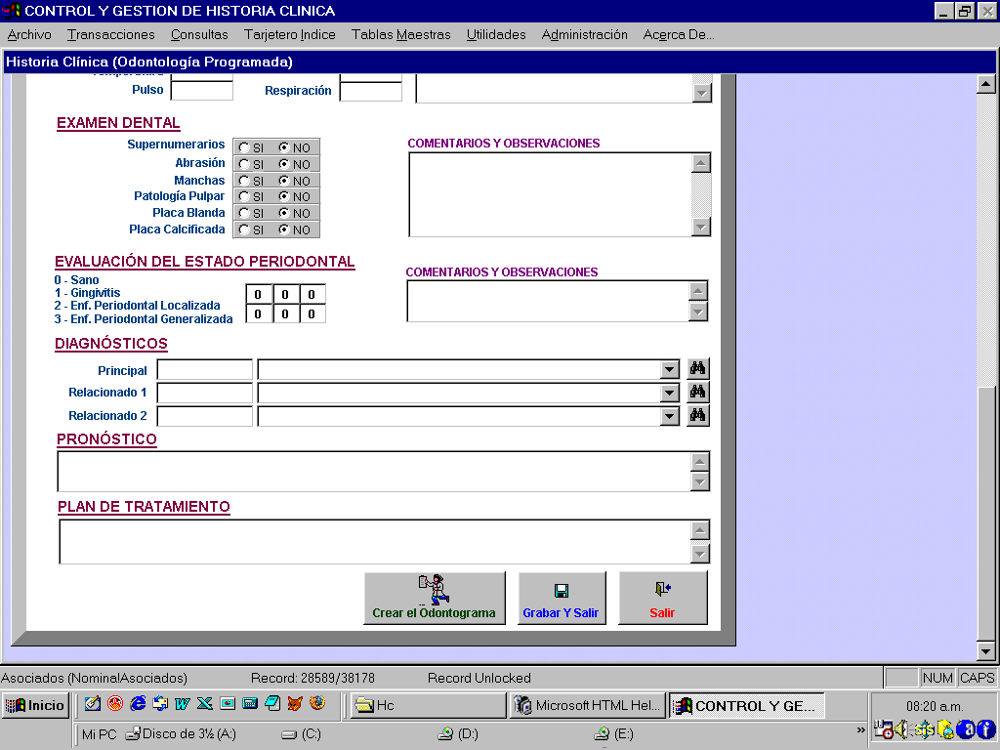 CONTROL Y GESTION DE HISTORIA CLINICA
Archivo Transacciones Consultas Tarjetero Indice Tablas Maestras Utilidades Administración Acerca De...
Historia Clínica (Odontología Programada)
Pulso Respiración
EXAMEN DENTAL
Supernumerarios SI NO
COMENTARIOS Y OBSERVACIONES
Abrasión SI NO
Manchas SI NO
Patología Pulpar SI NO
Placa Blanda SI NO
Placa Calcificada SI NO
EVALUACIÓN DEL ESTADO PERIODONTAL
COMENTARIOS Y OBSERVACIONES
0 - Sano
1 - Gingivitis
2 - Enf. Periodontal Localizada
3 - Enf. Periodontal Generalizada
0 0 0
0 0 0
DIAGNÓSTICOS
Principal
Relacionado 1
Relacionado 2
PRONÓSTICO
PLAN DE TRATAMIENTO
Crear el Odontograma Grabar Y Salir Salir
Asociados (Nomina!Asociados) Record: 28589/38178 Record Unlocked NUM CAPS
Inicio Hc Microsoft HTML Hel... CONTROL Y GE... 08:20 a.m.
Mi PC Disco de 3½ (A:) (C:) (D:) (E:) »